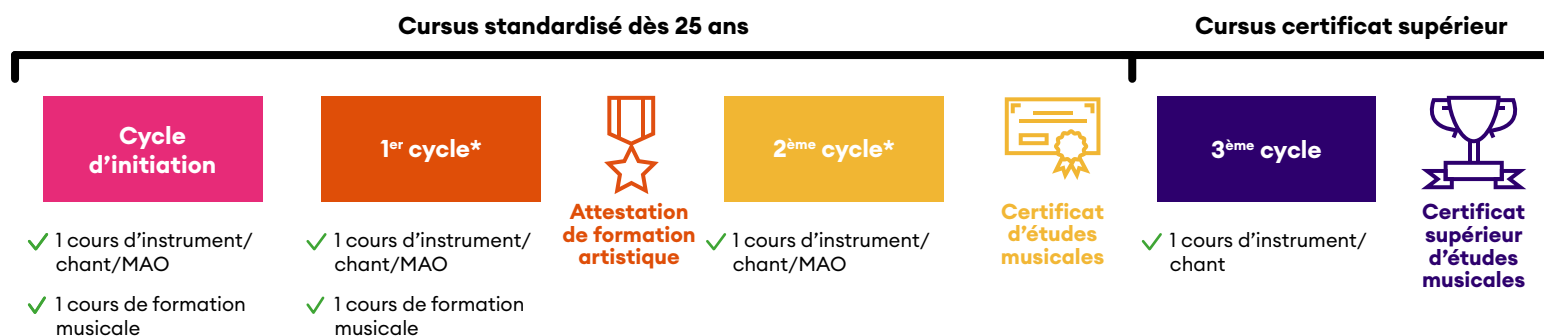 Cursus standardisé dès 25 ans
Cursus certificat supérieur
Cycle
d’initiation
1er cycle*
2ème cycle*
3ème cycle
Attestation
de formation
artistique
Certificat
d’études
musicales
Certificat
supérieur
d’études
musicales
1 cours d’instrument/
chant/MAO
1 cours de formation
musicale
1 cours d’instrument/
chant/MAO
1 cours de formation
musicale
1 cours d’instrument/
chant/MAO
1 cours d’instrument/
chant